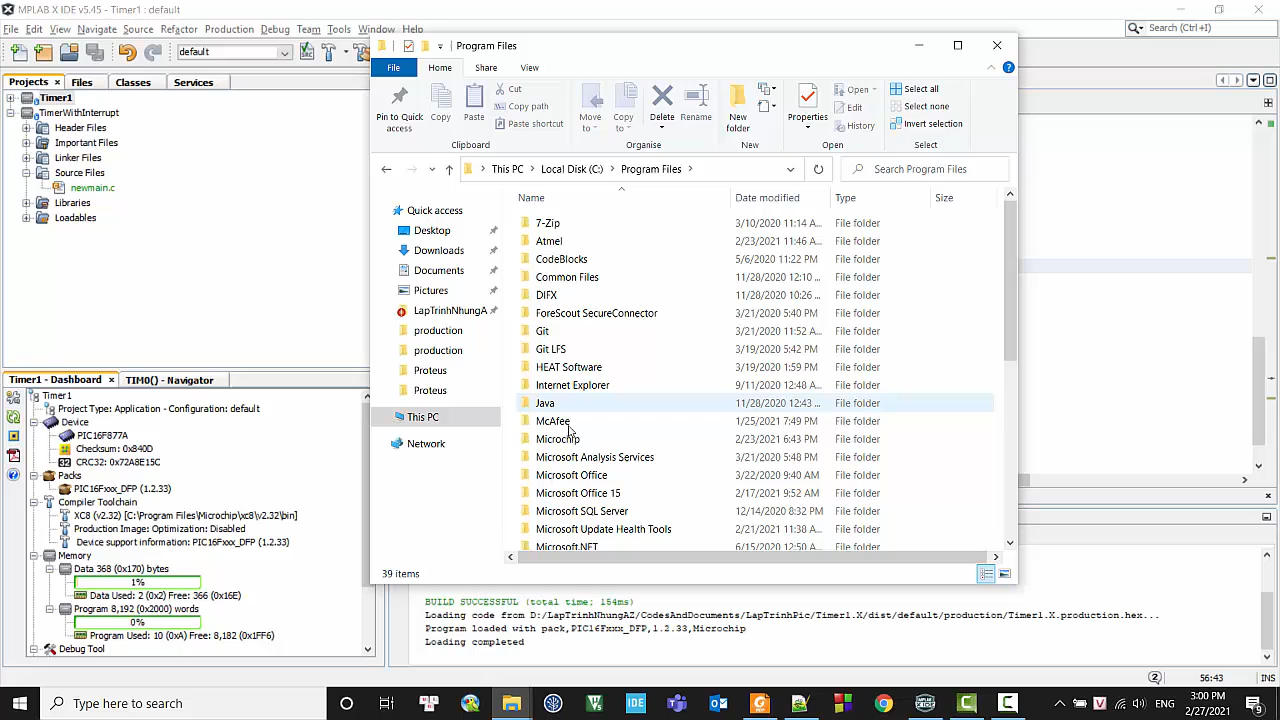 MPLAB X IDE v5.45 - Timer1 : default
File Edit View Navigate Source Refactor Production Debug Team Tools Window Help
Search (Ctrl+I)
default
Projects × Files Classes Services
Timer1
TimerWithInterrupt
Header Files
Important Files
Linker Files
Source Files
newmain.c
Libraries
Loadables
Timer1 - Dashboard × TIM0() - Navigator
Timer1
Project Type: Application - Configuration: default
Device
PIC16F877A
Checksum: 0x840D
CRC32: 0x72A8E15C
Packs
PIC16Fxxx_DFP (1.2.33)
Compiler Toolchain
XC8 (v2.32) [C:\Program Files\Microchip\xc8\v2.32\bin]
Production Image: Optimization: Disabled
Device support information: PIC16Fxxx_DFP (1.2.33)
Memory
Data 368 (0x170) bytes
1%
Data Used: 2 (0x2) Free: 366 (0x16E)
Program 8,192 (0x2000) words
0%
Program Used: 10 (0xA) Free: 8,182 (0x1FF6)
Debug Tool
Program Files
File Home Share View
Pin to Quick access
Copy
Paste
Cut
Copy path
Paste shortcut
Clipboard
Move to
Copy to
Delete
Rename
Organise
New folder
New
Properties
Open
Edit
History
Open
Select all
Select none
Invert selection
Select
This PC > Local Disk (C:) > Program Files >
Search Program Files
Quick access
Desktop
Downloads
Documents
Pictures
LapTrinhNhungA
production
production
Proteus
Proteus
This PC
Network
Name Date modified Type Size
7-Zip 3/10/2020 11:14 A... File folder
Atmel 2/23/2021 11:46 A... File folder
CodeBlocks 5/6/2020 11:22 PM File folder
Common Files 11/28/2020 12:10 ... File folder
DIFX 11/28/2020 10:26 ... File folder
ForeScout SecureConnector 3/21/2020 5:40 PM File folder
Git 3/21/2020 11:52 A... File folder
Git LFS 3/19/2020 5:42 PM File folder
HEAT Software 3/19/2020 1:59 PM File folder
Internet Explorer 9/11/2020 12:48 A... File folder
Java 11/28/2020 12:43 ... File folder
McAfee 1/25/2021 7:49 PM File folder
Microchip 2/23/2021 6:43 PM File folder
Microsoft Analysis Services 3/21/2020 5:48 PM File folder
Microsoft Office 3/22/2020 9:40 AM File folder
Microsoft Office 15 2/17/2021 9:52 AM File folder
Microsoft SQL Server 12/14/2020 8:32 PM File folder
Microsoft Update Health Tools 2/21/2021 11:38 A... File folder
Microsoft.NET 6/15/2020 12:50 A... File folder
39 items
BUILD SUCCESSFUL (total time: 154ms)
Loading code from D:/LapTrinhNhungAZ/CodesAndDocuments/LapTrinhPic/Timer1.X/dist/default/production/Timer1.X.production.hex...
Program loaded with pack,PIC16Fxxx_DFP,1.2.33,Microchip
Loading completed
2 56:43 INS
Type here to search
IDE
V
ENG
3:00 PM
2/27/2021